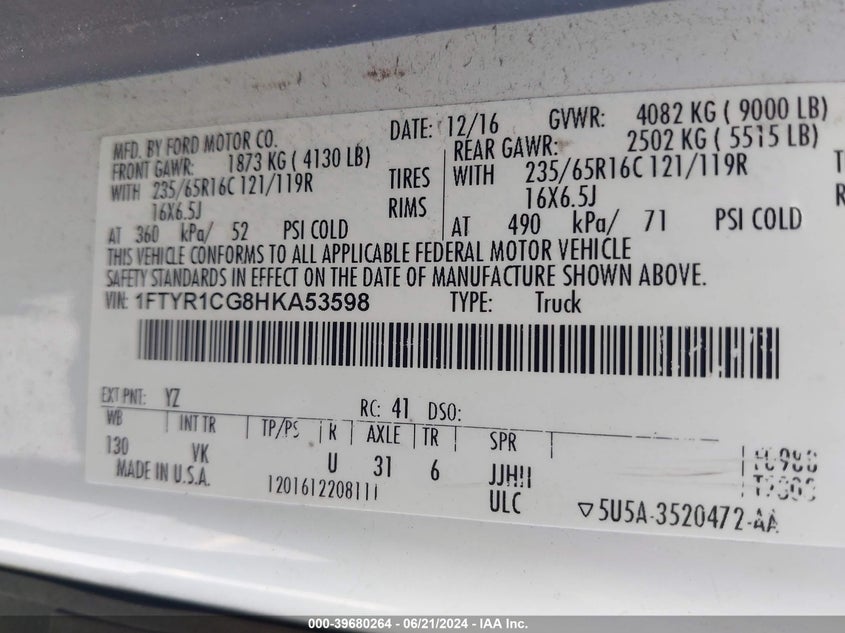 MFD. BY FORD MOTOR CO. DATE: 12/16 GVWR: 4082 KG ( 9000 LB)
FRONT GAWR: 1873 KG ( 4130 LB) REAR GAWR: 2502 KG ( 5515 LB)
WITH 235/65R16C 121/119R TIRES WITH 235/65R16C 121/119R
16X6.5J RIMS 16X6.5J
AT 360 kPa/ 52 PSI COLD AT 490 kPa/ 71 PSI COLD
THIS VEHICLE CONFORMS TO ALL APPLICABLE FEDERAL MOTOR VEHICLE
SAFETY STANDARDS IN EFFECT ON THE DATE OF MANUFACTURE SHOWN ABOVE.
VIN: 1FTYR1CG8HKA53598 TYPE: Truck
EXT PNT: YZ RC: 41 DSO:
WB INT TR TP/PS R AXLE TR SPR
130 VK U 31 6
MADE IN U.S.A. ULC
1201612208111 ▽5U5A-3520472-AA
000-39680264 - 06/21/2024 - IAA Inc.